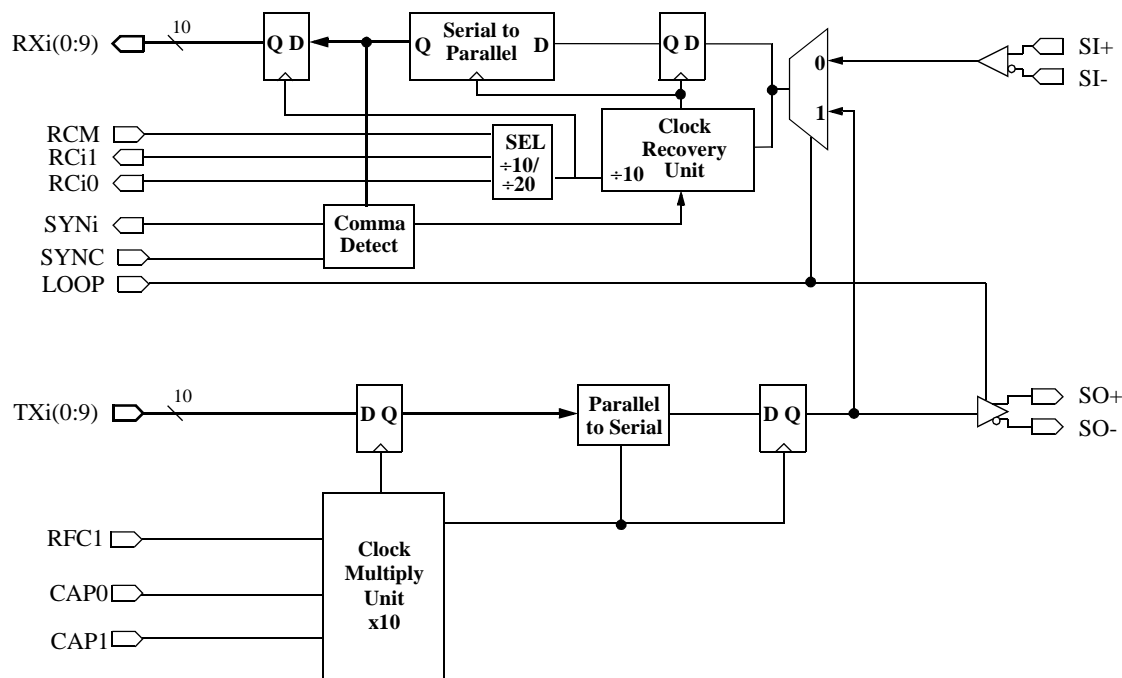 RXi(0:9)
10
Q D
Q
Serial to
Parallel
D
Q D
0
1
SI+
SI-
RCM
RCi1
RCi0
SEL
÷10/
÷20
÷10
Clock
Recovery
Unit
SYNi
SYNC
LOOP
Comma
Detect
TXi(0:9)
10
D Q
Parallel
to Serial
D Q
SO+
SO-
RFC1
CAP0
CAP1
Clock
Multiply
Unit
x10